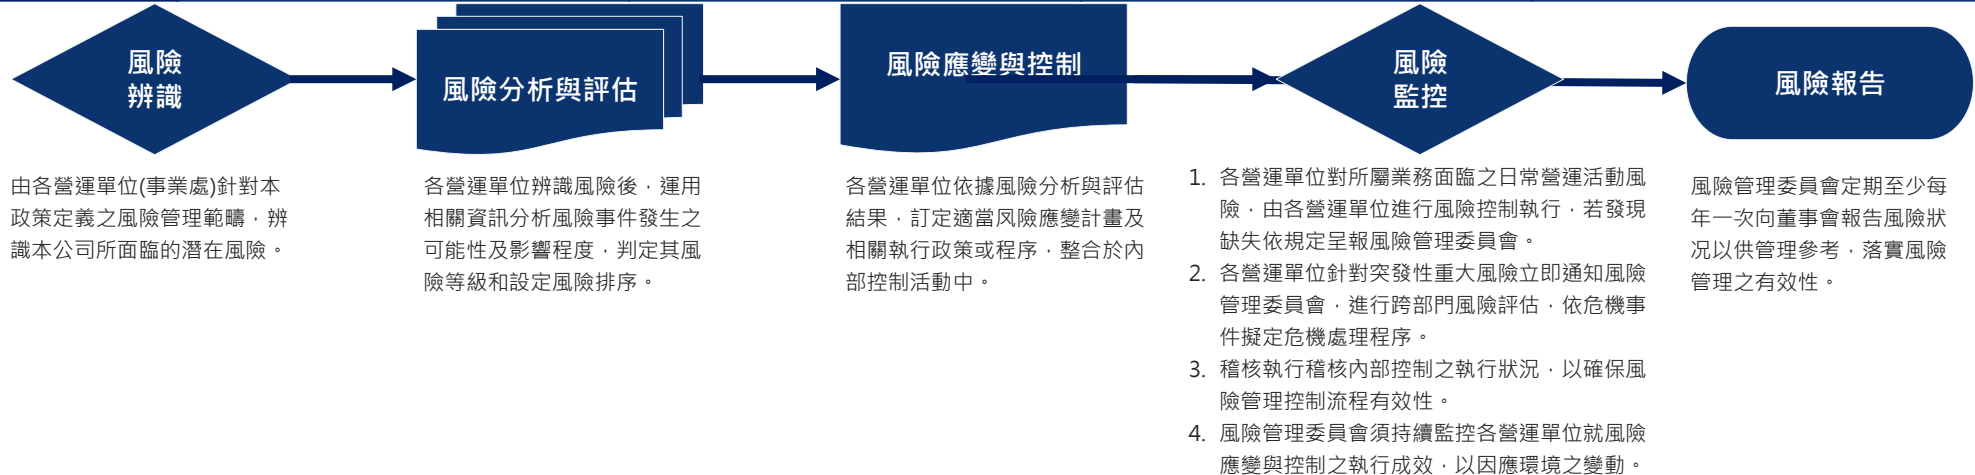 風險
辨識
風險分析與評估
風險應變與控制
風險
監控
風險報告
由各營運單位(事業處)針對本
政策定義之風險管理範疇，辨
識本公司所面臨的潛在風險。
各營運單位辨識風險後，運用
相關資訊分析風險事件發生之
可能性及影響程度，判定其風
險等級和設定風險排序。
各營運單位依據風險分析與評估
結果，訂定適當風險應變計畫及
相關執行政策或程序，整合於內
部控制活動中。
1. 各營運單位對所屬業務面臨之日常營運活動風
險，由各營運單位進行風險控制執行，若發現
缺失依規定呈報風險管理委員會。
2. 各營運單位針對突發性重大風險立即通知風險
管理委員會，進行跨部門風險評估，依危機事
件擬定危機處理程序。
3. 稽核執行稽核內部控制之執行狀況，以確保風
險管理控制流程有效性。
4. 風險管理委員會須持續監控各營運單位就風險
應變與控制之執行成效，以因應環境之變動。
風險管理委員會定期至少每
年一次向董事會報告風險狀
況以供管理參考，落實風險
管理之有效性。